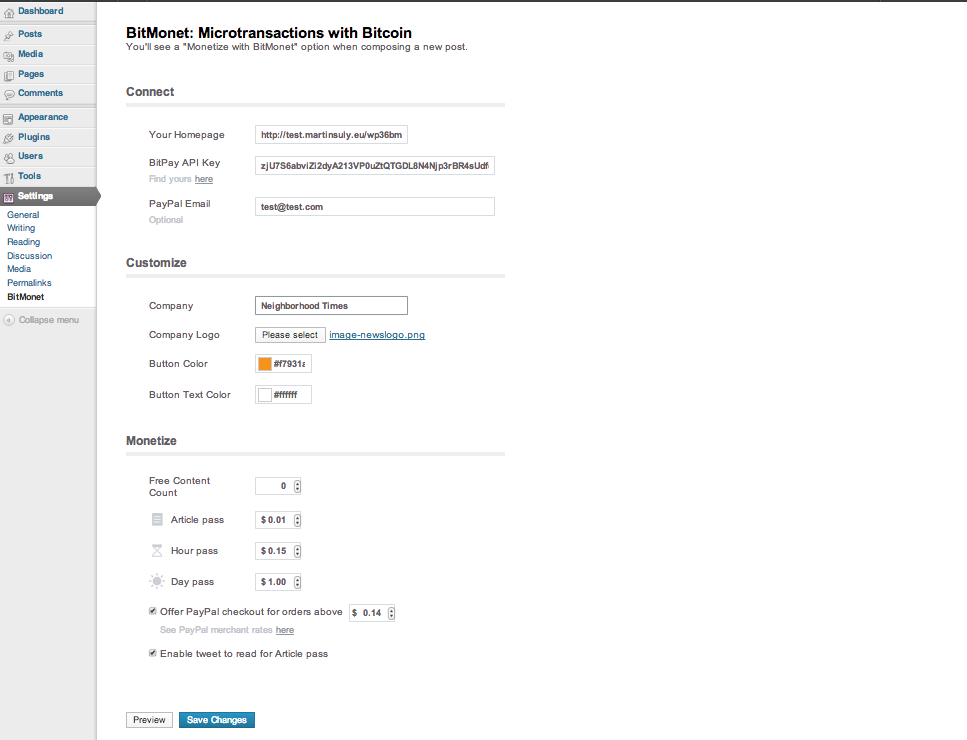 Dashboard
Posts
Media
Pages
Comments
Appearance
Plugins
Users
Tools
Settings
General
Writing
Reading
Discussion
Media
Permalinks
BitMonet
Collapse menu
BitMonet: Microtransactions with Bitcoin
You'll see a "Monetize with BitMonet" option when composing a new post.
Connect
Your Homepage http://test.martinsuly.eu/wp36bm
BitPay API Key
Find yours here
PayPal Email test@test.com
Optional
Customize
Company Neighborhood Times
Company Logo Please select image-newslogo.png
Button Color #f7931a
Button Text Color #ffffff
Monetize
Free Content
Count 0
Article pass $ 0.01
Hour pass $ 0.15
Day pass $ 1.00
Offer PayPal checkout for orders above $ 0.14
See PayPal merchant rates here
Enable tweet to read for Article pass
Preview Save Changes